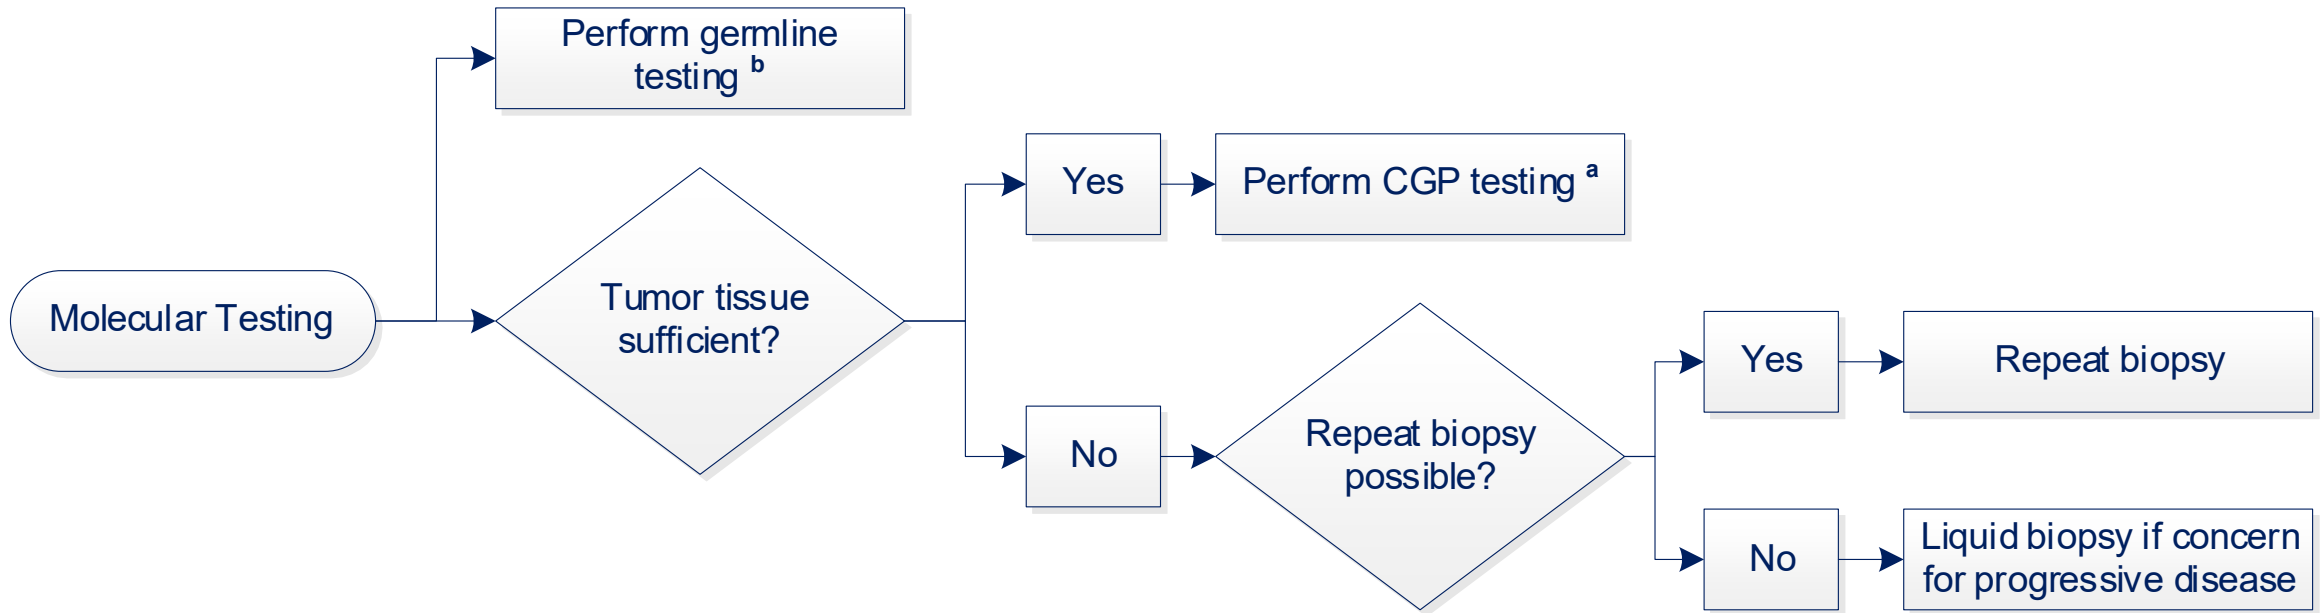 Perform germline
testing b
Yes
Perform CGP testing a
Molecular Testing
Tumor tissue
sufficient?
Yes
Repeat biopsy
No
Repeat biopsy
possible?
No
Liquid biopsy if concern
for progressive disease